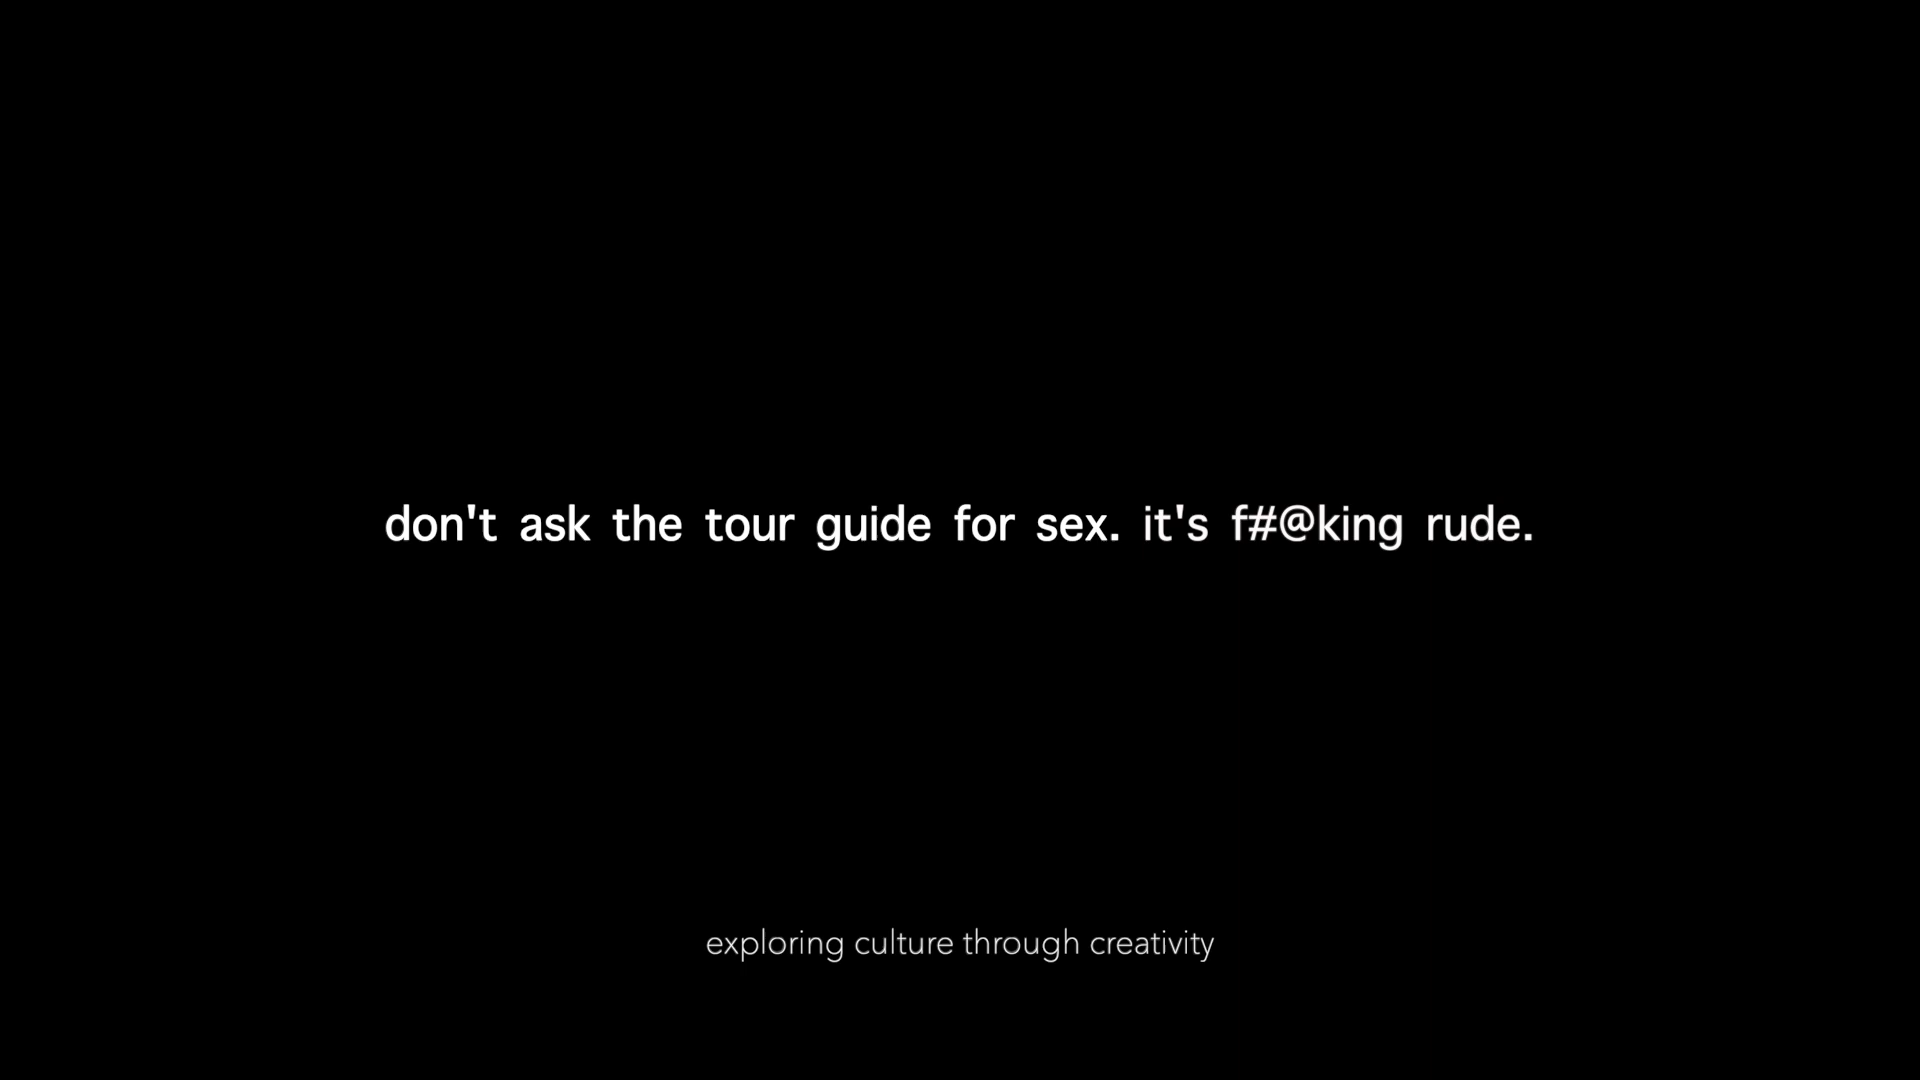 don't ask the tour guide for sex. it's f#@king rude.
exploring culture through creativity